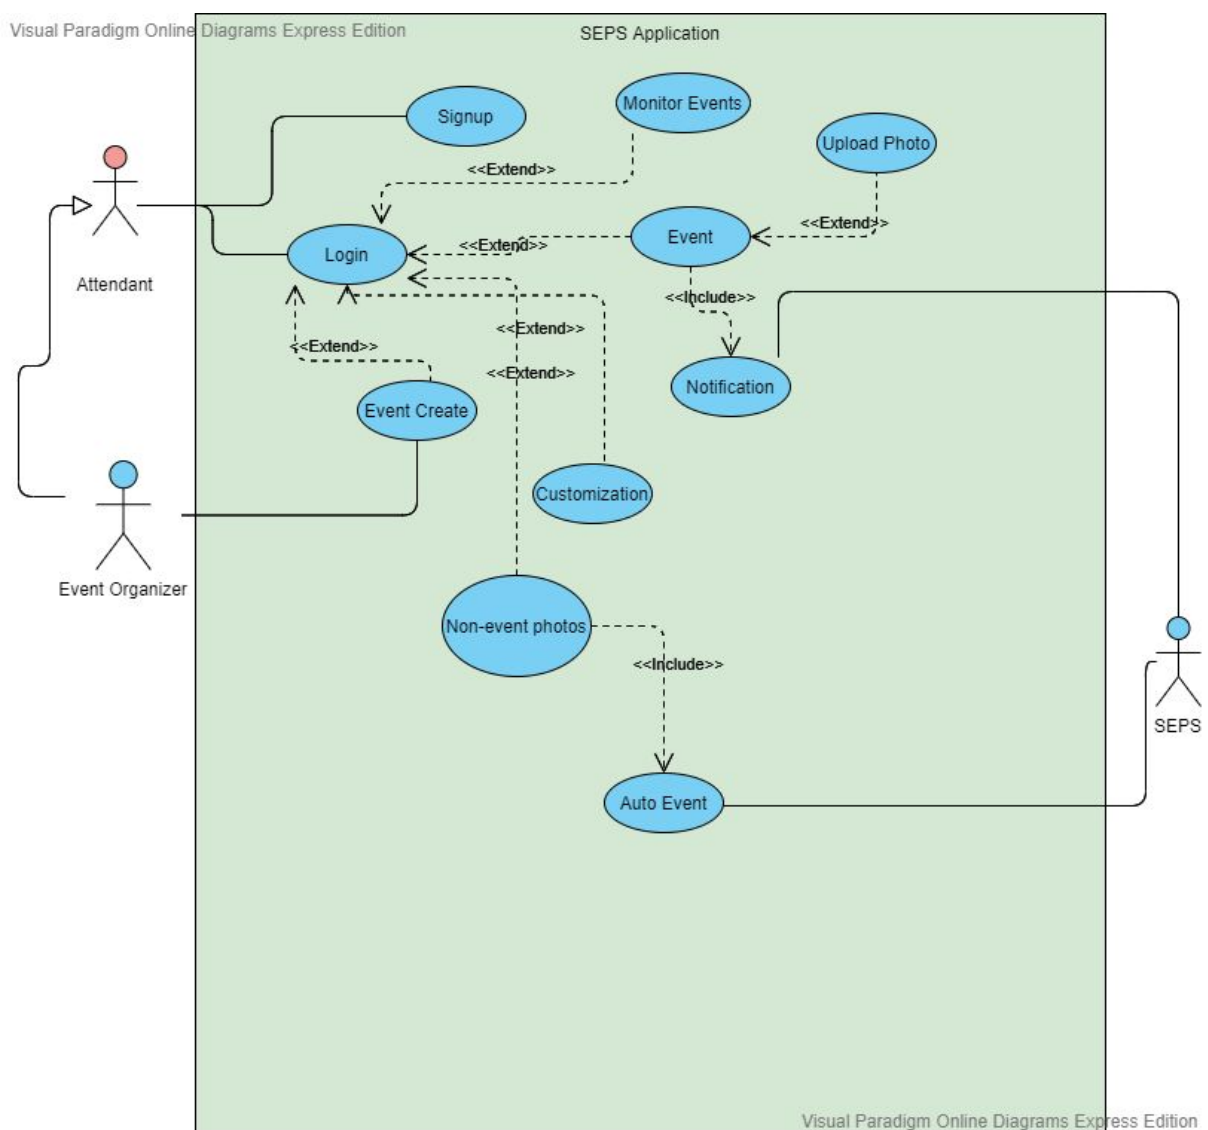 Visual Paradigm Online Diagrams Express Edition
SEPS Application
Monitor Events
Signup
Upload Photo
<<Extend>>
<<Extend>>
Event
<<Extend>>
Login
Attendant
<<Include>>
<<Extend>>
<<Extend>>
<<Extend>>
Notification
Event Create
Customization
Event Organizer
Non-event photos
<<Include>>
SEPS
Auto Event
Visual Paradigm Online Diagrams Express Edition